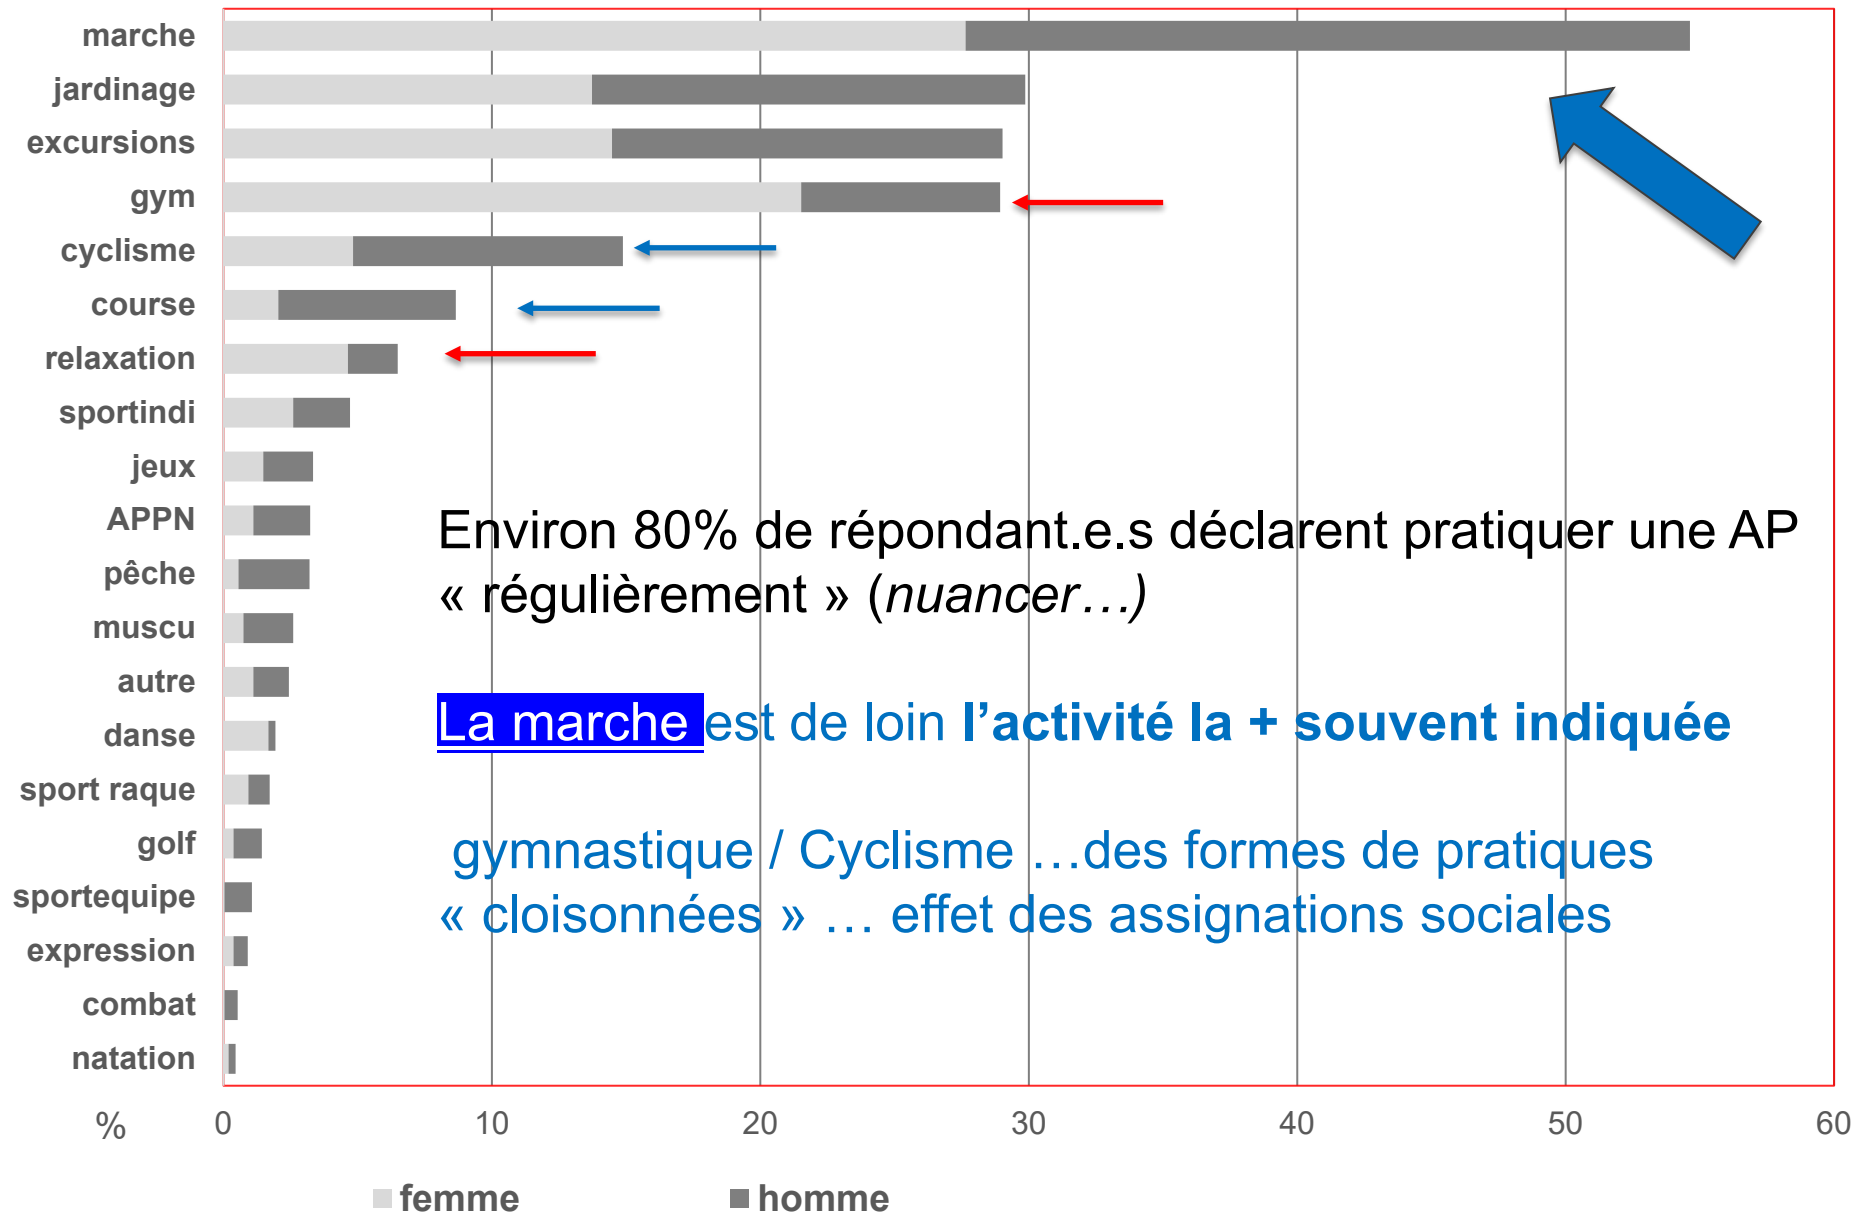 marche
jardinage
excursions
gym
cyclisme
course
relaxation
sportindi
jeux
APPN
pêche
muscu
autre
danse
sport raque
golf
sportequipe
expression
combat
natation
Environ 80% de répondant.e.s déclarent pratiquer une AP
« régulièrement » (nuancer…)
La marche est de loin l’activité la + souvent indiquée
gymnastique / Cyclisme …des formes de pratiques
« cloisonnées » … effet des assignations sociales
% 0 10 20 30 40 50 60
femme homme